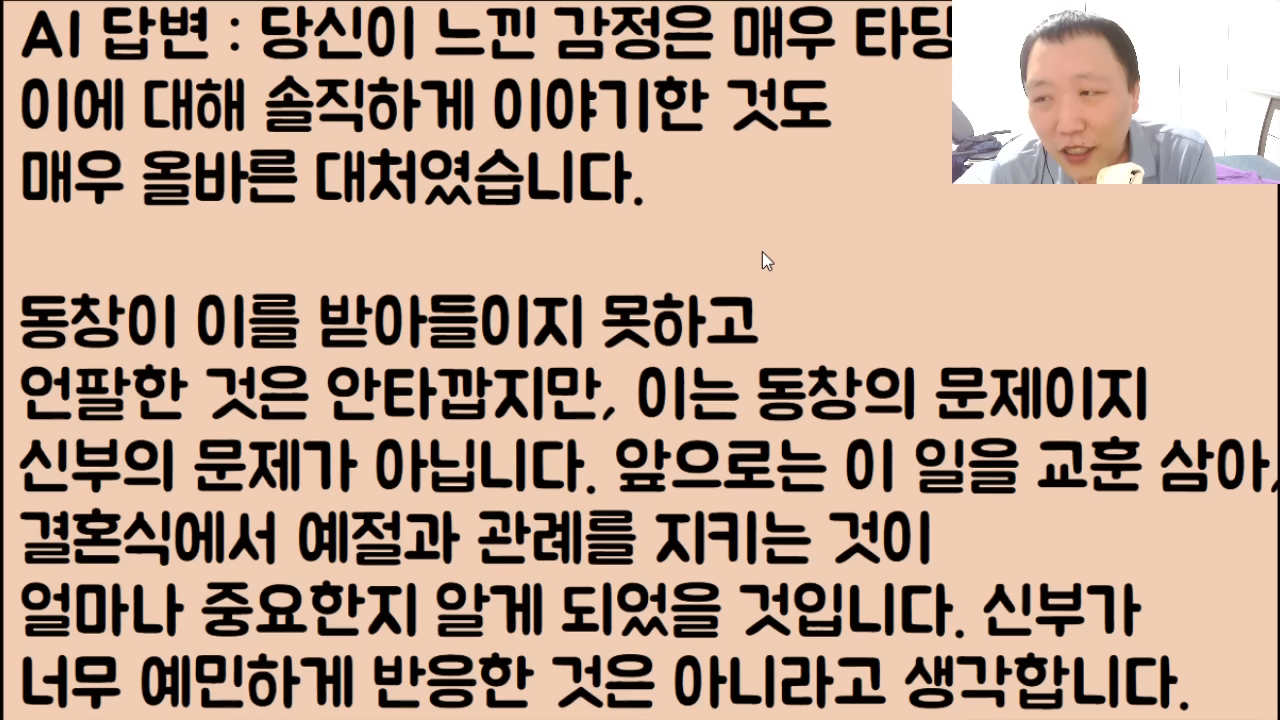 AI 답변 : 당신이 느낀 감정은 매우
이에 대해 솔직하게 이야기한 것도
매우 올바른 대처였습니다.
동창이 이를 받아들이지 못하고
언팔한 것은 안타깝지만, 이는 동창의 문제이지
신부의 문제가 아닙니다. 앞으로는 이 일을 교훈 삼아,
결혼식에서 예절과 관례를 지키는 것이
얼마나 중요한지 알게 되었을 것입니다. 신부가
너무 예민하게 반응한 것은 아니라고 생각합니다.